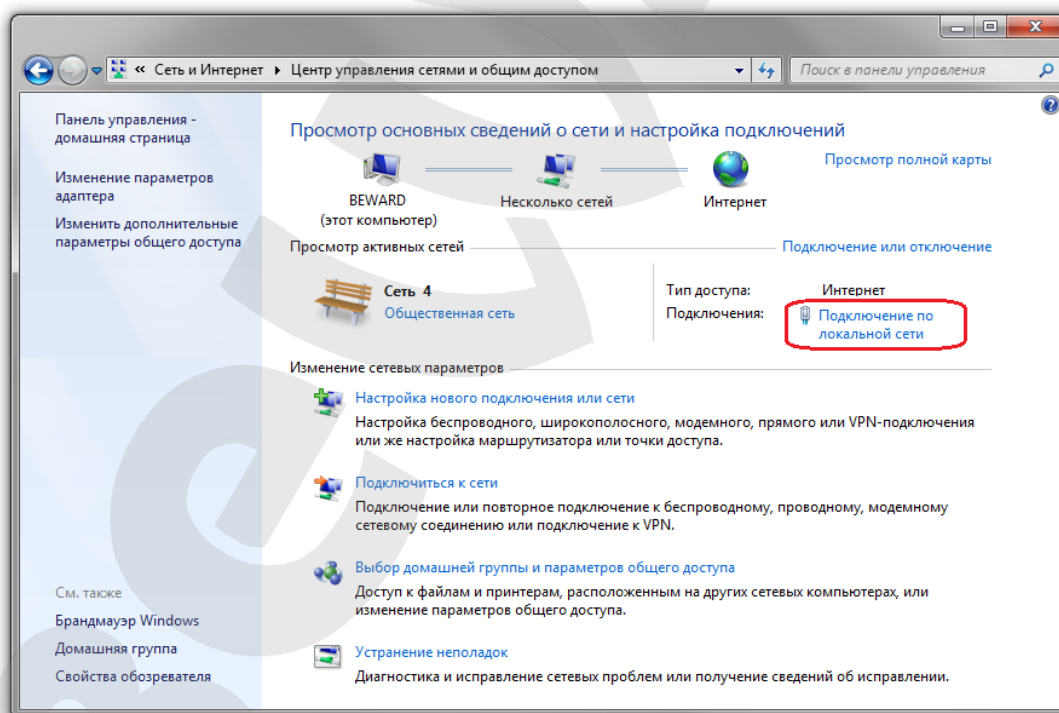 « Сеть и Интернет ▸ Центр управления сетями и общим доступом
Поиск в панели управления
Панель управления -
домашняя страница
Изменение параметров
адаптера
Изменить дополнительные
параметры общего доступа
См. также
Брандмауэр Windows
Домашняя группа
Свойства обозревателя
Просмотр основных сведений о сети и настройка подключений
Просмотр полной карты
BEWARD
(этот компьютер)
Несколько сетей
Интернет
Просмотр активных сетей
Подключение или отключение
Сеть 4
Общественная сеть
Тип доступа: Интернет
Подключения: Подключение по
локальной сети
Изменение сетевых параметров
Настройка нового подключения или сети
Настройка беспроводного, широкополосного, модемного, прямого или VPN-подключения
или же настройка маршрутизатора или точки доступа.
Подключиться к сети
Подключение или повторное подключение к беспроводному, проводному, модемному
сетевому соединению или подключение к VPN.
Выбор домашней группы и параметров общего доступа
Доступ к файлам и принтерам, расположенным на других сетевых компьютерах, или
изменение параметров общего доступа.
Устранение неполадок
Диагностика и исправление сетевых проблем или получение сведений об исправлении.